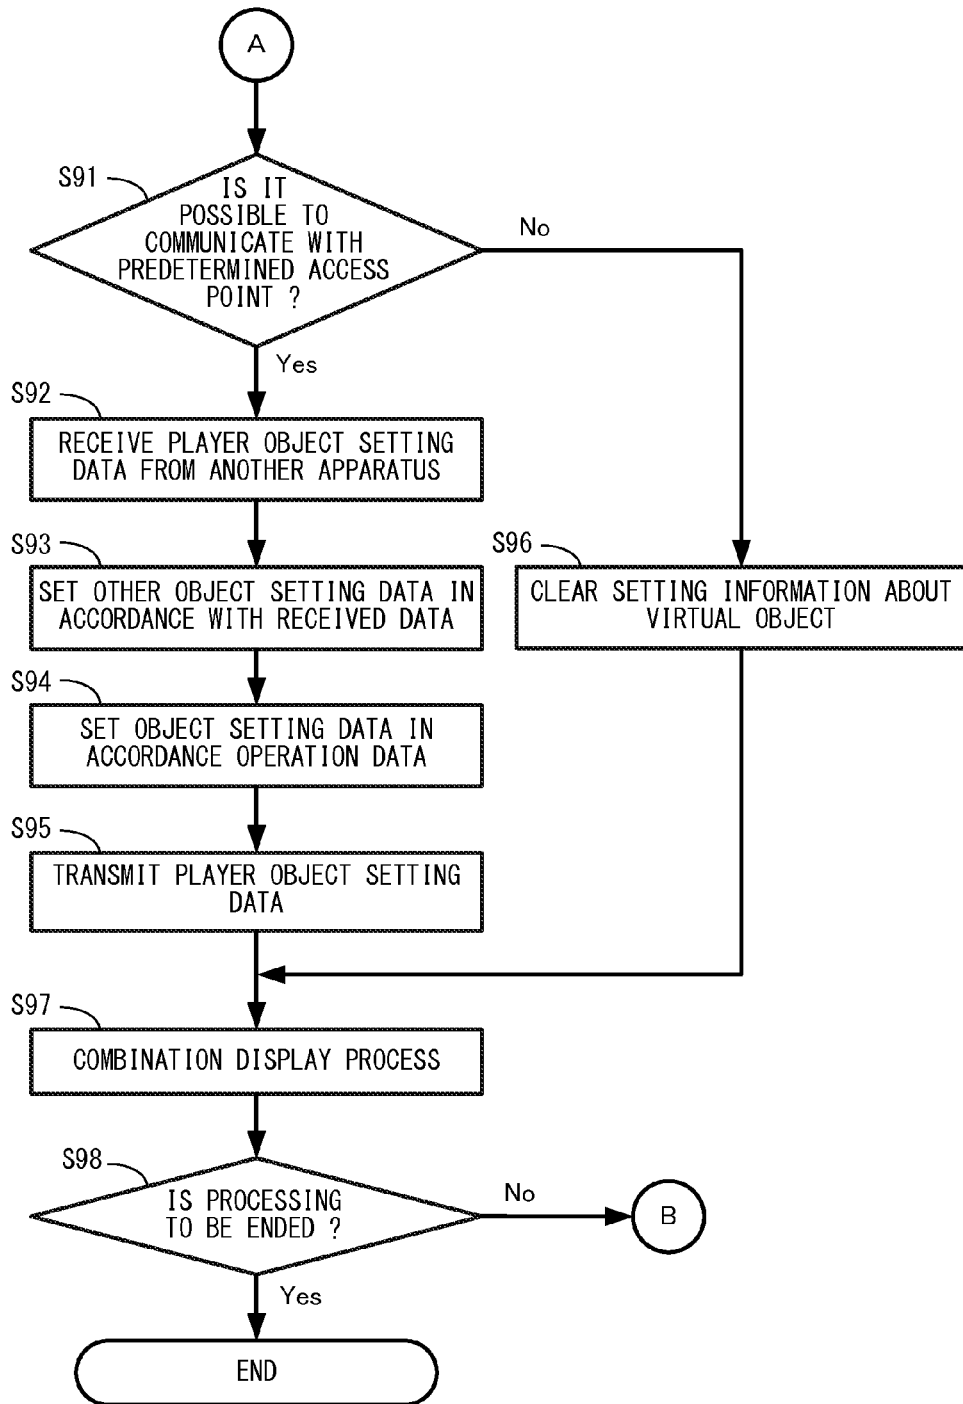 A
S91
IS IT
POSSIBLE TO
COMMUNICATE WITH
PREDETERMINED ACCESS
POINT ?
No
Yes
S92
RECEIVE PLAYER OBJECT SETTING
DATA FROM ANOTHER APPARATUS
S93
SET OTHER OBJECT SETTING DATA IN
ACCORDANCE WITH RECEIVED DATA
S96
CLEAR SETTING INFORMATION ABOUT
VIRTUAL OBJECT
S94
SET OBJECT SETTING DATA IN
ACCORDANCE OPERATION DATA
S95
TRANSMIT PLAYER OBJECT SETTING
DATA
S97
COMBINATION DISPLAY PROCESS
S98
IS PROCESSING
TO BE ENDED ?
No
B
Yes
END